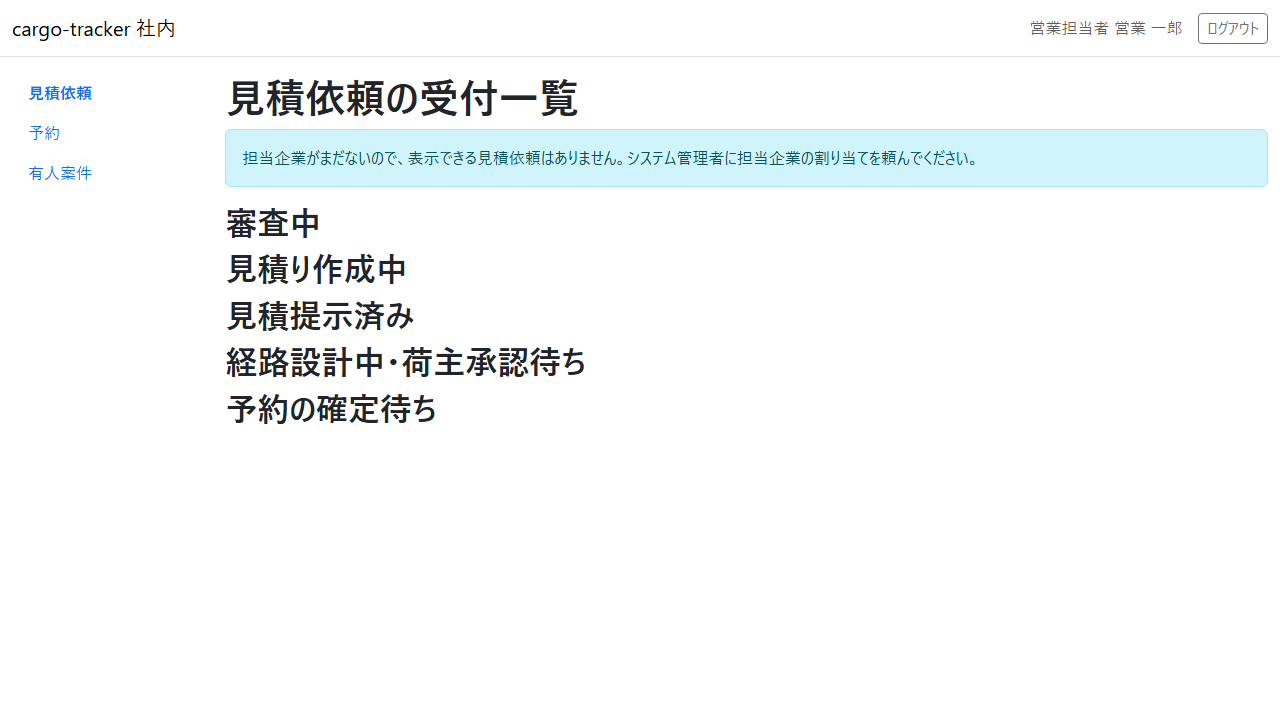 cargo-tracker 社内
営業担当者 営業 一郎
ログアウト
見積依頼
予約
有人案件
見積依頼の受付一覧
担当企業がまだないので、表示できる見積依頼はありません。システム管理者に担当企業の割り当てを頼んでください。
審査中
見積り作成中
見積提示済み
経路設計中・荷主承認待ち
予約の確定待ち